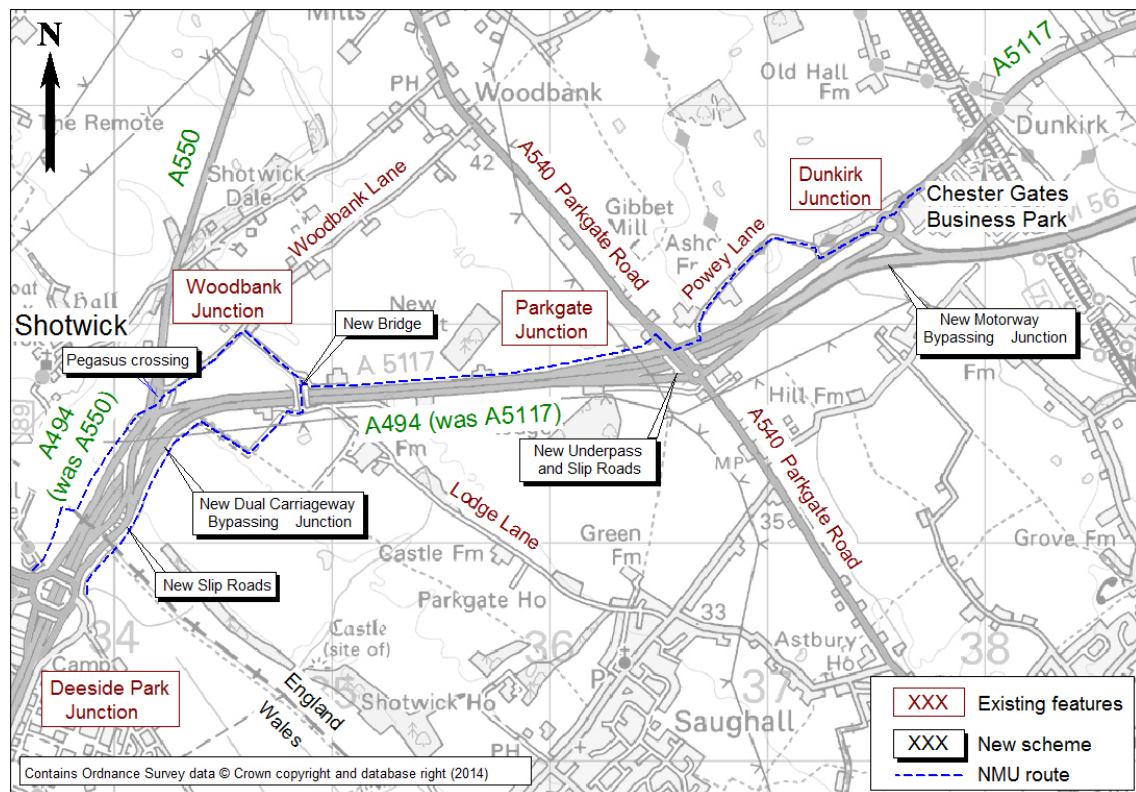 N
Mitts
PH
Woodbank
42
The Remote
A550
Shotwick
Dale
Woodbank Lane
A540 Parkgate Road
Gibbet
Mill
Powey Lane
Old Hall
Fm
A5117
Dunkirk
Dunkirk
Junction
Chester Gates
Business Park
M 56
New Motorway
Bypassing Junction
Fm
Hall
Shotwick
Woodbank
Junction
New Bridge
New
Parkgate
Junction
Pegasus crossing
A 5117
A494
(was A550)
A494 (was A5117)
Fm
New Underpass
and Slip Roads
Hill Fm
MP
A540 Parkgate Road
35
New Dual Carriageway
Bypassing Junction
Lodge Lane
New Slip Roads
Castle Fm
Green
Fm
Grove Fm
Parkgate Ho
33
34
Castle
(site of)
36
Astbury
Ho
38
Camp
35
37
P
Deeside Park
Junction
England
Wales
Shotwick Ho
Saughall
PH
XXX Existing features
XXX New scheme
NMU route
Contains Ordnance Survey data © Crown copyright and database right (2014)